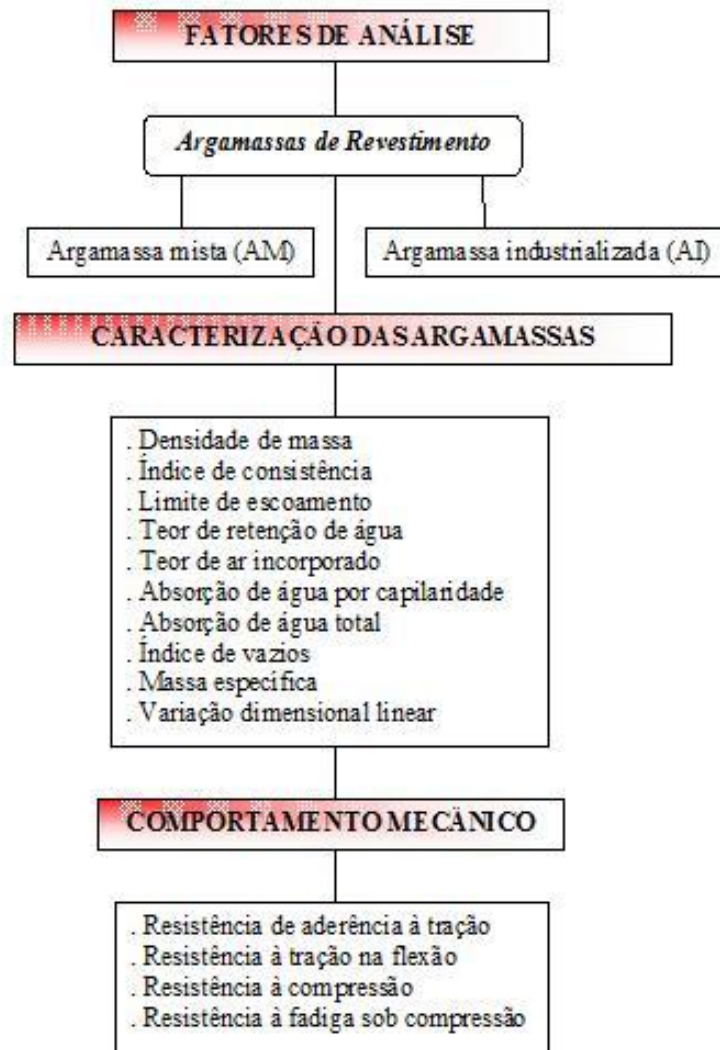 FATORES DE ANÁLISE
Argamassas de Revestimento
Argamassa mista (AM)
Argamassa industrializada (AI)
CARACTERIZAÇÃO DAS ARGAMASSAS
. Densidade de massa
. Índice de consistência
. Limite de escoamento
. Teor de retenção de água
. Teor de ar incorporado
. Absorção de água por capilaridade
. Absorção de água total
. Índice de vazios
. Massa específica
. Variação dimensional linear
COMPORTAMENTO MECÂNICO
. Resistência de aderência à tração
. Resistência à tração na flexão
. Resistência à compressão
. Resistência à fadiga sob compressão